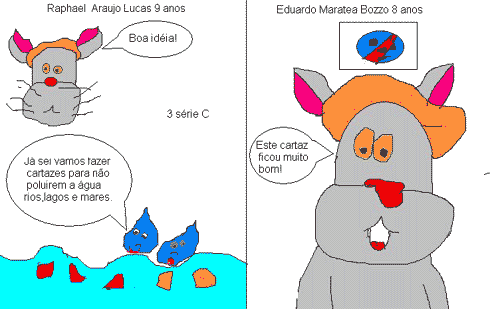 Raphael Araujo Lucas 9 anos
Boa idéia!
3 série C
Já sei vamos fazer
cartazes para não
poluirem a água
rios,lagos e mares.
Eduardo Maratea Bozzo 8 anos
Este cartaz
ficou muito
bom!